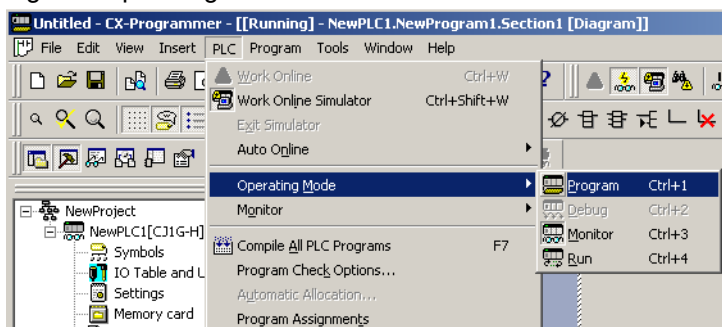 Untitled - CX-Programmer - [[Running] - NewPLC1.NewProgram1.Section1 [Diagram]]
File Edit View Insert PLC Program Tools Window Help
Work Online Ctrl+W
Work Online Simulator Ctrl+Shift+W
Exit Simulator
Auto Online
Operating Mode
Program Ctrl+1
Monitor
Debug Ctrl+2
Monitor Ctrl+3
Run Ctrl+4
Compile All PLC Programs F7
Program Check Options...
Automatic Allocation...
Program Assignments
NewProject
NewPLC1[CJ1G-H]
Symbols
IO Table and U
Settings
Memory card